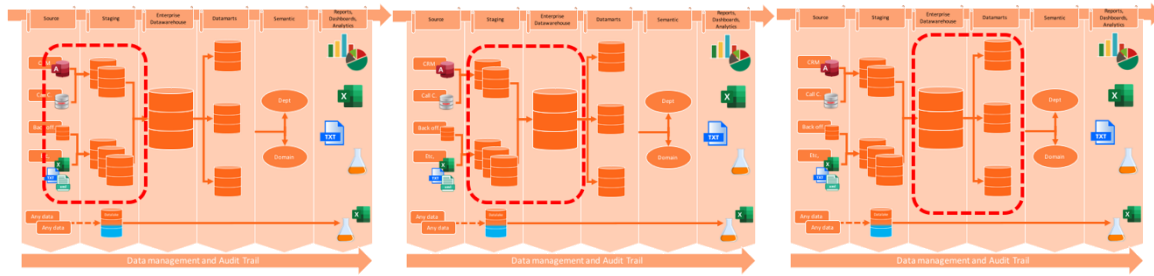 Source
Staging
Enterprise
Datawarehouse
Datamarts
Semantic
Reports,
Dashboards,
Analytics
CRM
A
Call C.
X
Dept
Back off
TXT
Etc.
X
Domain
TXT
Any data
Any data
X
Data management and Audit Trail
Source
Staging
Enterprise
Datawarehouse
Datamarts
Semantic
Reports,
Dashboards,
Analytics
CRM
A
Call C.
X
Dept
Back off
TXT
Etc.
X
Domain
TXT
Any data
Any data
X
Data management and Audit Trail
Source
Staging
Enterprise
Datawarehouse
Datamarts
Semantic
Reports,
Dashboards,
Analytics
CRM
A
Call C.
X
Dept
Back off
TXT
Etc.
X
Domain
TXT
Any data
Any data
X
Data management and Audit Trail